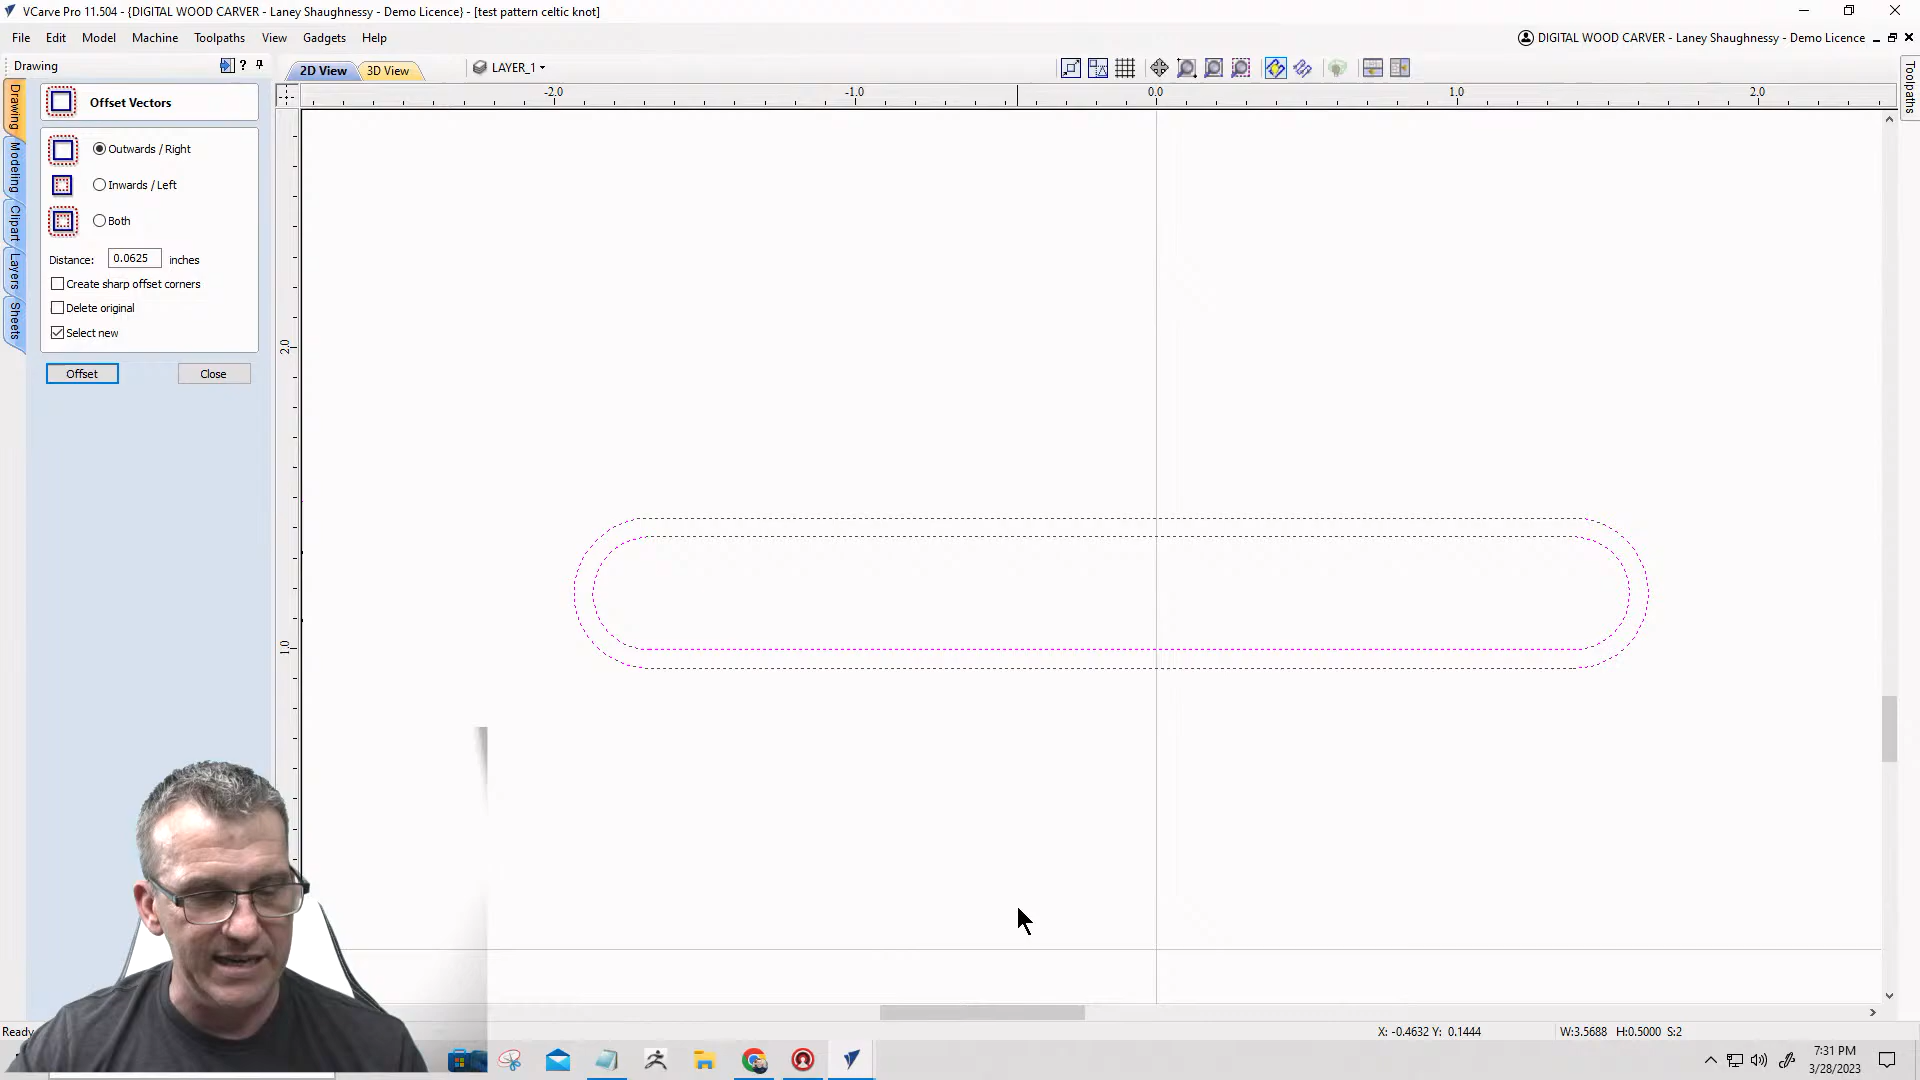 VCarve Pro 11.504 - {DIGITAL WOOD CARVER - Laney Shaughnessy - Demo Licence} - [test pattern celtic knot]
File Edit Model Machine Toolpaths View Gadgets Help
DIGITAL WOOD CARVER - Laney Shaughnessy - Demo Licence
Drawing
2D View 3D View LAYER_1
-2.0 -1.0 0.0 1.0 2.0
Toolpaths
Drawing
Modeling
Clipart
Layers
Sheets
Offset Vectors
Outwards / Right
Inwards / Left
Both
Distance: 0.0625 inches
Create sharp offset corners
Delete original
Select new
Offset Close
2.0
1.0
Ready
X: -0.4632 Y: 0.1444
W:3.5688 H:0.5000 S:2
7:31 PM
3/28/2023